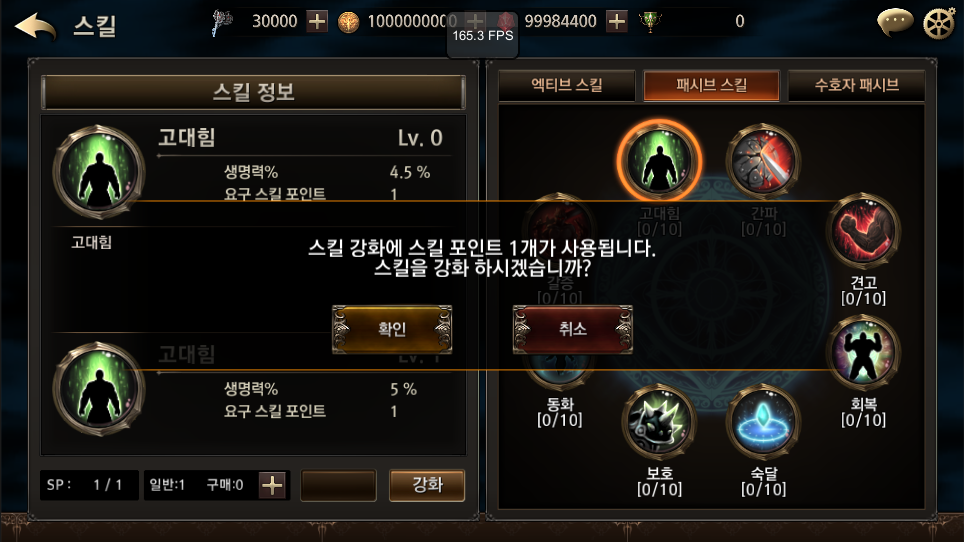 스킬
30000
1000000000
99984400
0
165.3 FPS
스킬 정보
고대힘 Lv. 0
생명력% 4.5 %
요구 스킬 포인트 1
고대힘
고대힘 Lv. 1
생명력% 5 %
요구 스킬 포인트 1
SP : 1 / 1
일반:1 구매:0
강화
엑티브 스킬
패시브 스킬
수호자 패시브
고대힘
[0/10]
간파
[0/10]
갈증
[0/10]
견고
[0/10]
동화
[0/10]
회복
[0/10]
보호
[0/10]
숙달
[0/10]
스킬 강화에 스킬 포인트 1개가 사용됩니다.
스킬을 강화 하시겠습니까?
확인
취소